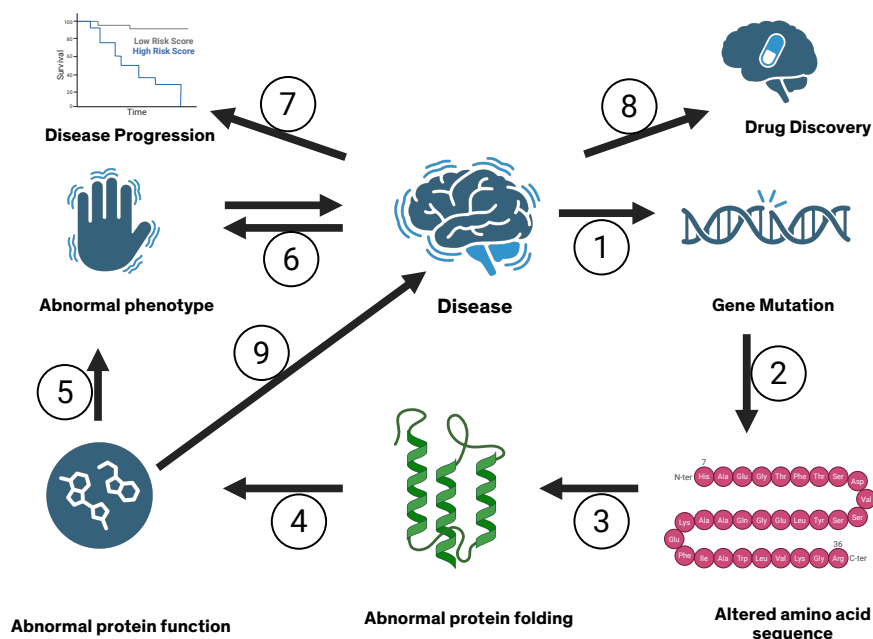 100
80
60
40
20
0
Survival
Low Risk Score
High Risk Score
Time
Disease Progression
7
8
Drug Discovery
Abnormal phenotype
6
Disease
1
Gene Mutation
5
9
2
7
N-ter His Ala Glu Gly Thr Phe Thr Ser Asp
Val
Lys Ala Ala Gln Gly Glu Leu Tyr Ser Ser
Glu
36
Phe Ile Ala Trp Leu Val Lys Gly Arg C-ter
4
3
Abnormal protein function
Abnormal protein folding
Altered amino acid
sequence